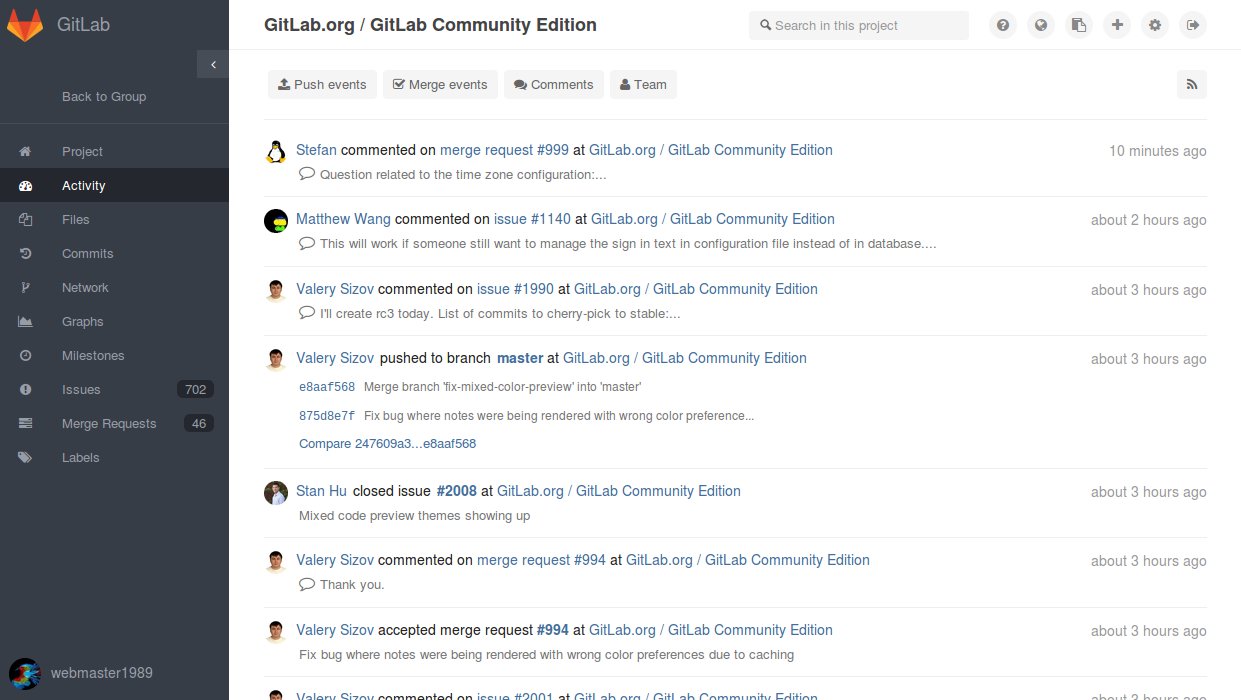 GitLab
GitLab.org / GitLab Community Edition
Search in this project
Back to Group
Project
Activity
Files
Commits
Network
Graphs
Milestones
Issues 702
Merge Requests 46
Labels
webmaster1989
Push events Merge events Comments Team
Stefan commented on merge request #999 at GitLab.org / GitLab Community Edition 10 minutes ago
Question related to the time zone configuration:...
Matthew Wang commented on issue #1140 at GitLab.org / GitLab Community Edition about 2 hours ago
This will work if someone still want to manage the sign in text in configuration file instead of in database....
Valery Sizov commented on issue #1990 at GitLab.org / GitLab Community Edition about 3 hours ago
I'll create rc3 today. List of commits to cherry-pick to stable:...
Valery Sizov pushed to branch master at GitLab.org / GitLab Community Edition about 3 hours ago
e8aaf568 Merge branch 'fix-mixed-color-preview' into 'master'
875d8e7f Fix bug where notes were being rendered with wrong color preference...
Compare 247609a3...e8aaf568
Stan Hu closed issue #2008 at GitLab.org / GitLab Community Edition about 3 hours ago
Mixed code preview themes showing up
Valery Sizov commented on merge request #994 at GitLab.org / GitLab Community Edition about 3 hours ago
Thank you.
Valery Sizov accepted merge request #994 at GitLab.org / GitLab Community Edition about 3 hours ago
Fix bug where notes were being rendered with wrong color preferences due to caching
Valery Sizov commented on issue #2001 at GitLab.org / GitLab Community Edition about 3 hours ago